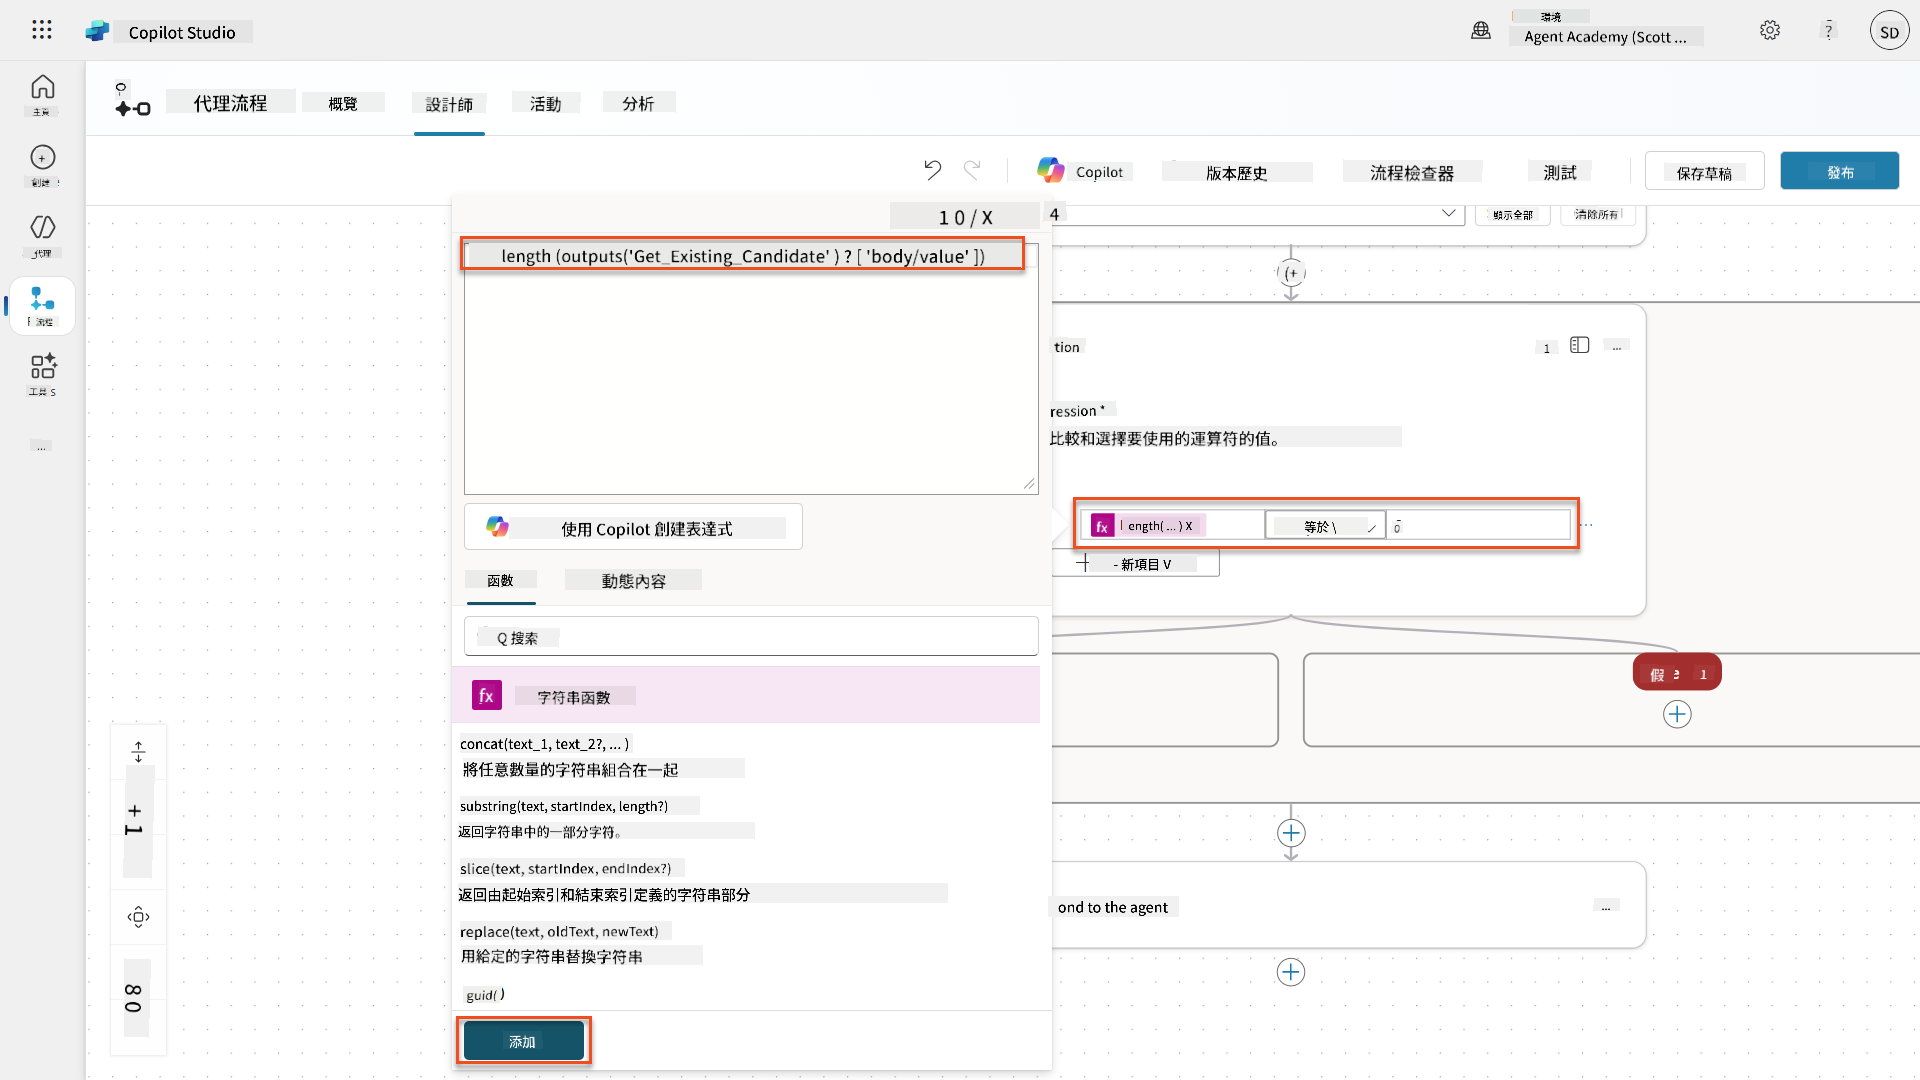 Copilot Studio
環境
Agent Academy (Scott ...
?
SD
主頁
創建
代理
流程
工具 S
...
代理流程
概覽
設計師
活動
分析
Copilot
版本歷史
流程檢查器
測試
保存草稿
發布
1 0 / X
4
顯示全部
清除所有
length (outputs('Get_Existing_Candidate' ) ? [ 'body/value' ])
(+
tion
1
...
ression *
比較和選擇要使用的運算符的值。
使用 Copilot 創建表達式
fx
ength( ... ) X
等於 \
0
...
- 新項目 V
函數
動態內容
Q 搜索
fx
字符串函數
假 e 1
concat(text_1, text_2?, ... )
將任意數量的字符串組合在一起
substring(text, startIndex, length?)
返回字符串中的一部分字符。
slice(text, startIndex, endIndex?)
返回由起始索引和結束索引定義的字符串部分
replace(text, oldText, newText)
用給定的字符串替換字符串
guid( )
添加
ond to the agent
...
+ 1
8 0